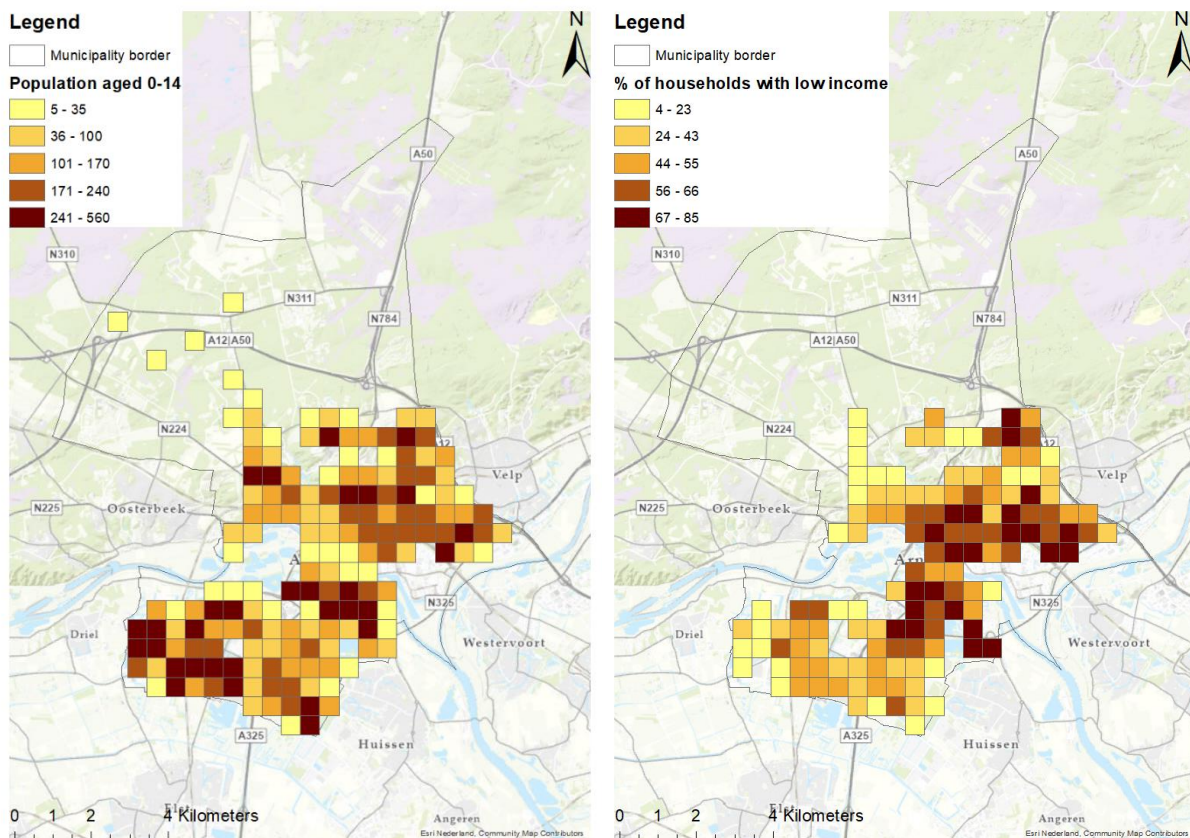 Legend
Municipality border
Population aged 0-14
5 - 35
36 - 100
101 - 170
171 - 240
241 - 560
N
A50
N310
N311
N784
A12|A50
N224
Velp
N225
Oosterbeek
N325
Driel
Westervoort
A325
Huissen
Elst
0 1 2 4 Kilometers
Angeren
Esri Nederland, Community Map Contributors
Legend
Municipality border
% of households with low income
4 - 23
24 - 43
44 - 55
56 - 66
67 - 85
N
A50
N310
N311
N784
A12|A50
N224
Velp
N225
Oosterbeek
N325
Driel
Westervoort
A325
Huissen
0 1 2 4 Kilometers
Angeren
Esri Nederland, Community Map Contributors